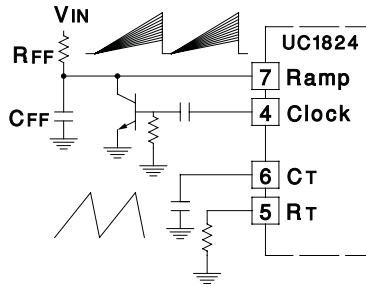 VIN
RFF
CFF
UC1824
7 Ramp
4 Clock
6 CT
5 RT